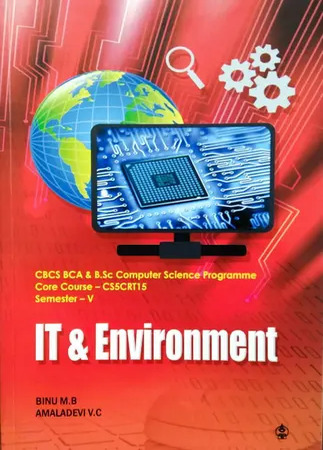 CBCS BCA & B.Sc Computer Science Programme
Core Course – CS5CRT15
Semester – V
IT & Environment
BINU M.B
AMALADEVI V.C